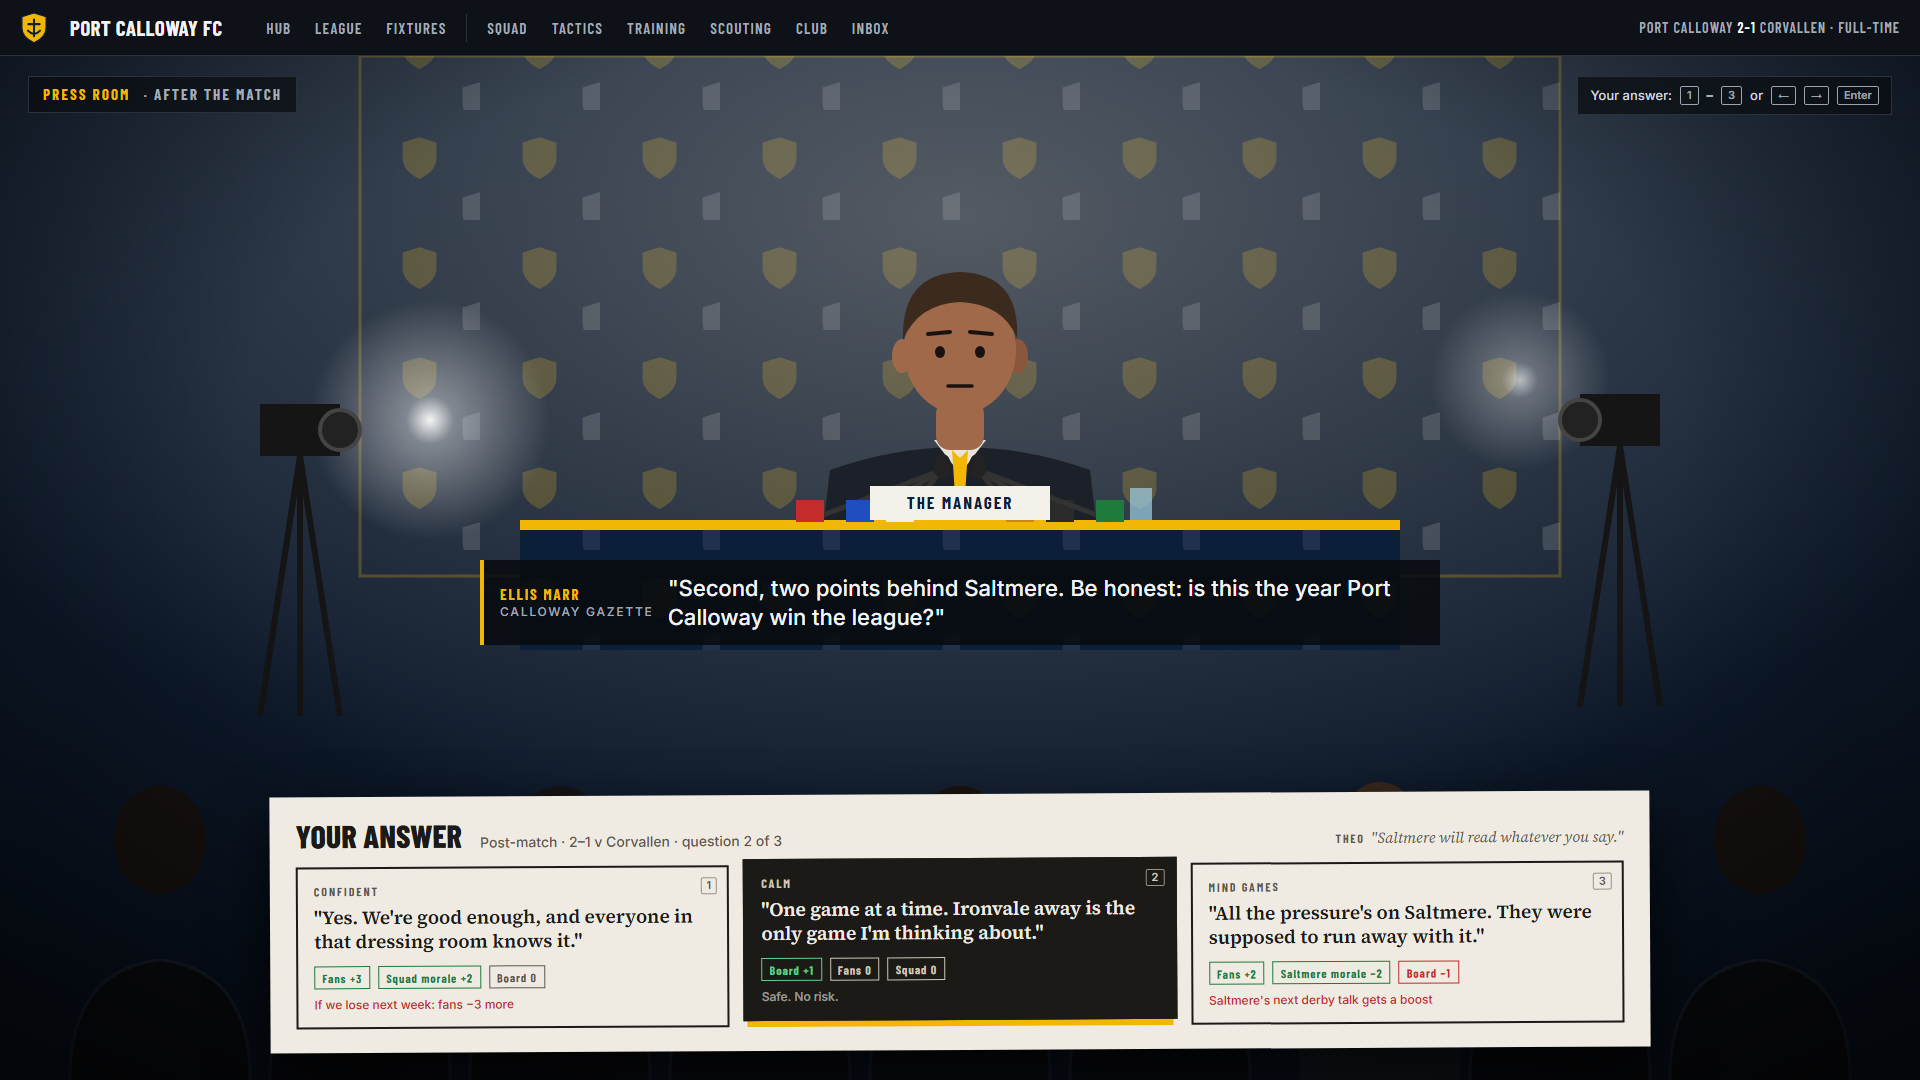 PORT CALLOWAY FC
HUB
LEAGUE
FIXTURES
SQUAD
TACTICS
TRAINING
SCOUTING
CLUB
INBOX
PORT CALLOWAY 2–1 CORVALLEN · FULL-TIME
PRESS ROOM · AFTER THE MATCH
Your answer: 1 – 3 or ← → Enter
THE MANAGER
ELLIS MARR
CALLOWAY GAZETTE
"Second, two points behind Saltmere. Be honest: is this the year Port
Calloway win the league?"
YOUR ANSWER
Post-match · 2–1 v Corvallen · question 2 of 3
THEO "Saltmere will read whatever you say."
CONFIDENT
1
"Yes. We're good enough, and everyone in
that dressing room knows it."
Fans +3
Squad morale +2
Board 0
If we lose next week: fans −3 more
CALM
2
"One game at a time. Ironvale away is the
only game I'm thinking about."
Board +1
Fans 0
Squad 0
Safe. No risk.
MIND GAMES
3
"All the pressure's on Saltmere. They were
supposed to run away with it."
Fans +2
Saltmere morale −2
Board −1
Saltmere's next derby talk gets a boost